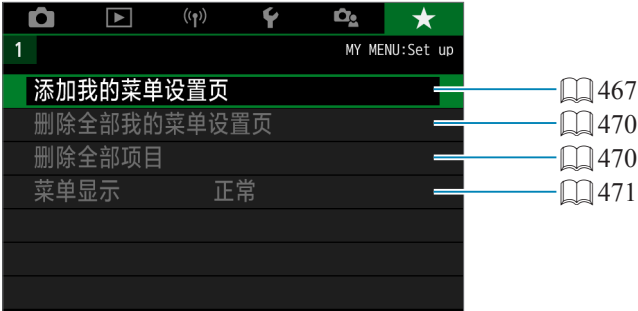 1
MY MENU:Set up
添加我的菜单设置页 467
删除全部我的菜单设置页 470
删除全部项目 470
菜单显示 正常 471